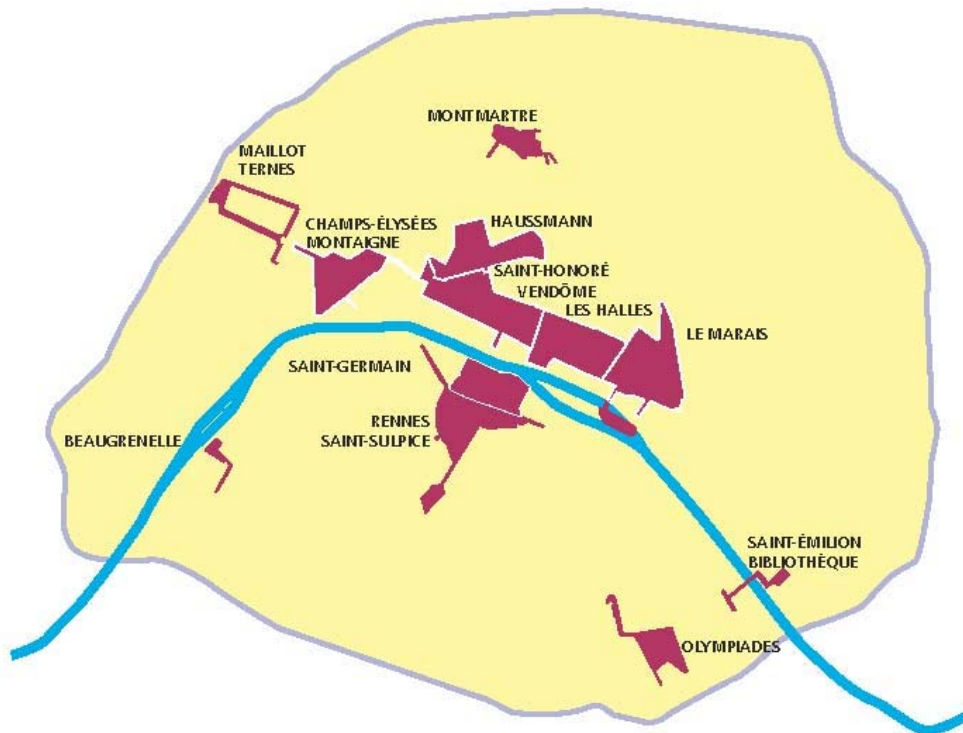 MONTMARTRE
MAILLOT
TERNES
CHAMPS-ÉLYSÉES
MONTAIGNE
HAUSSMANN
SAINT-HONORÉ
VENDÔME
LES HALLES
LE MARAIS
SAINT-GERMAIN
RENNES
SAINT-SULPICE
BEAUGRENELLE
SAINT-ÉMILION
BIBLIOTHÈQUE
OLYMPIADES